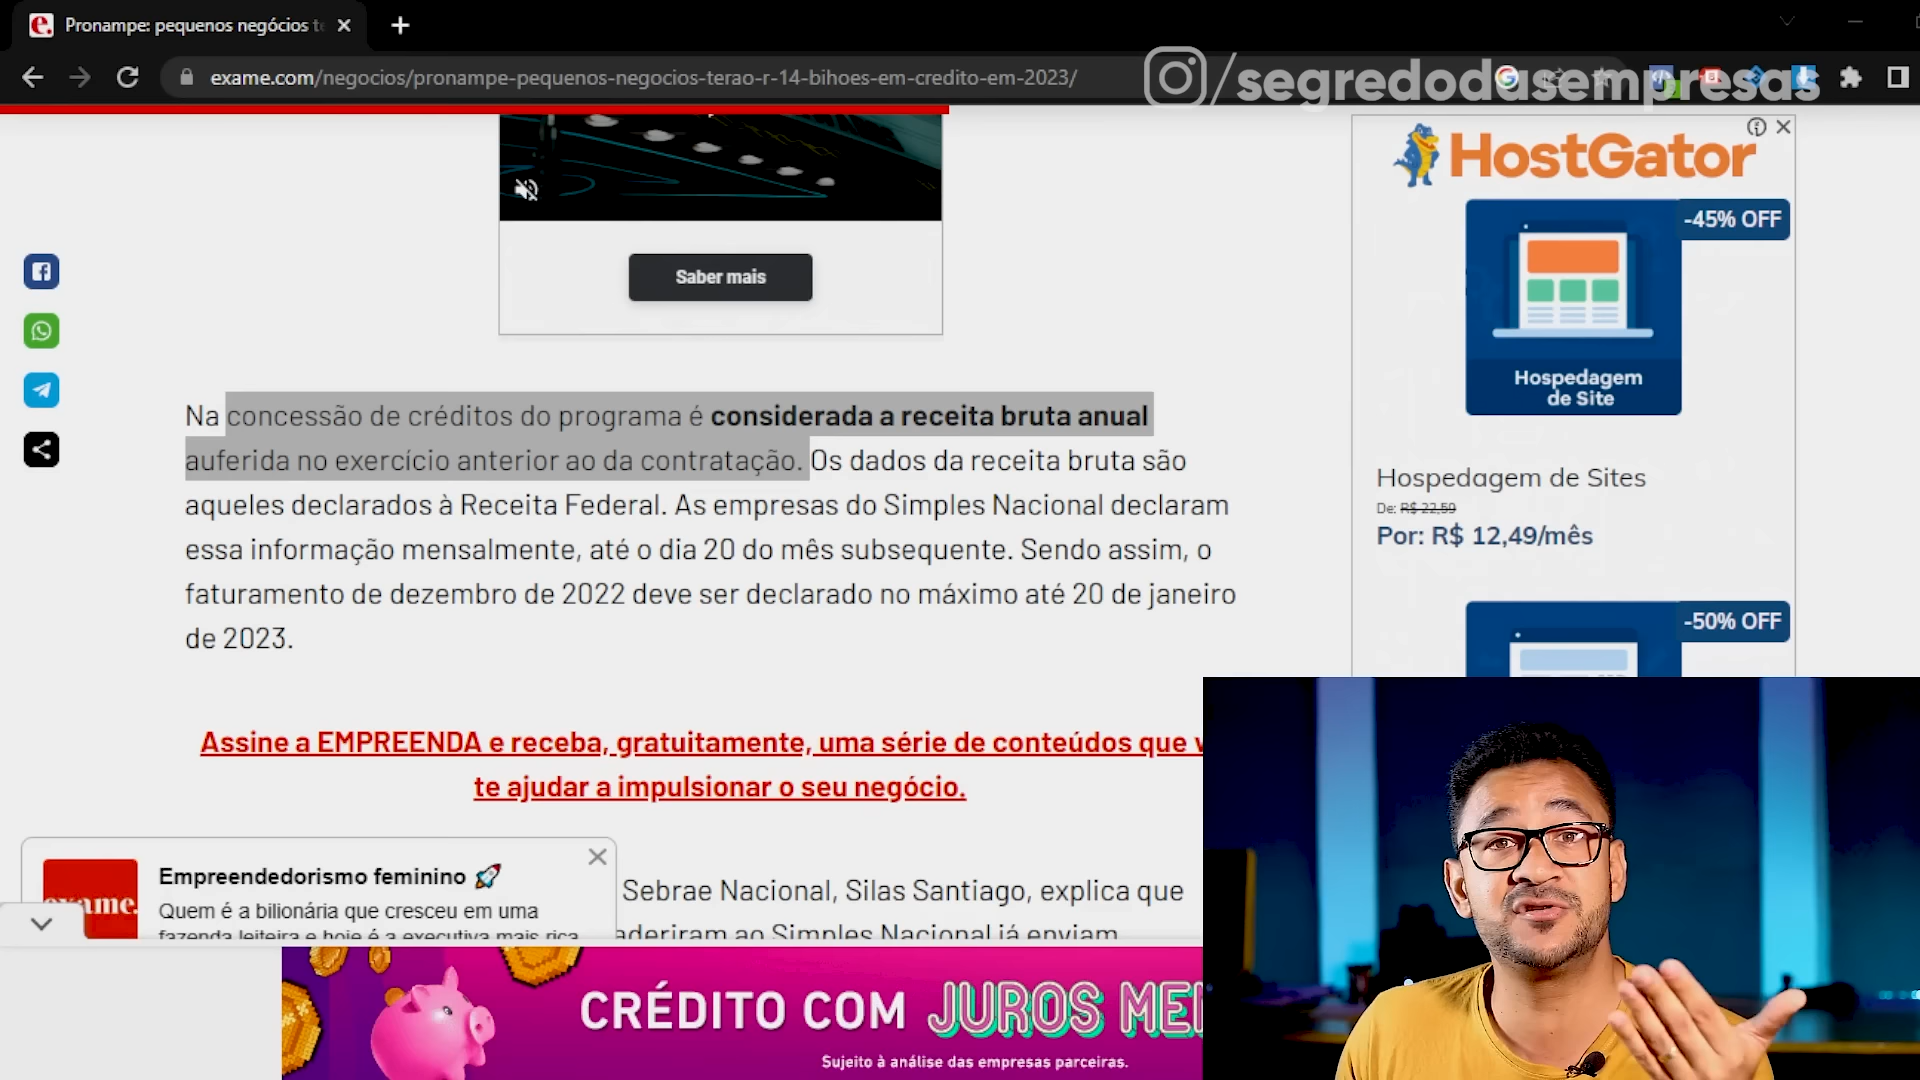 Pronampe: pequenos negócios te
exame.com/negocios/pronampe-pequenos-negocios-terao-r-14-bihoes-em-credito-em-2023/
/segredodasempresas
HostGator
-45% OFF
Saber mais
Hospedagem
de Site
Na concessão de créditos do programa é considerada a receita bruta anual
auferida no exercício anterior ao da contratação. Os dados da receita bruta são
aqueles declarados à Receita Federal. As empresas do Simples Nacional declaram
essa informação mensalmente, até o dia 20 do mês subsequente. Sendo assim, o
faturamento de dezembro de 2022 deve ser declarado no máximo até 20 de janeiro
de 2023.
Hospedagem de Sites
De: R$ 22,59
Por: R$ 12,49/mês
-50% OFF
Assine a EMPREENDA e receba, gratuitamente, uma série de conteúdos que
te ajudar a impulsionar o seu negócio.
exame.
Empreendedorismo feminino
Quem é a bilionária que cresceu em uma
fazenda leiteira e hoje é a executiva mais rica
Sebrae Nacional, Silas Santiago, explica que
aderiram ao Simples Nacional já enviam
CRÉDITO COM JUROS MEN
Sujeito à análise das empresas parceiras.